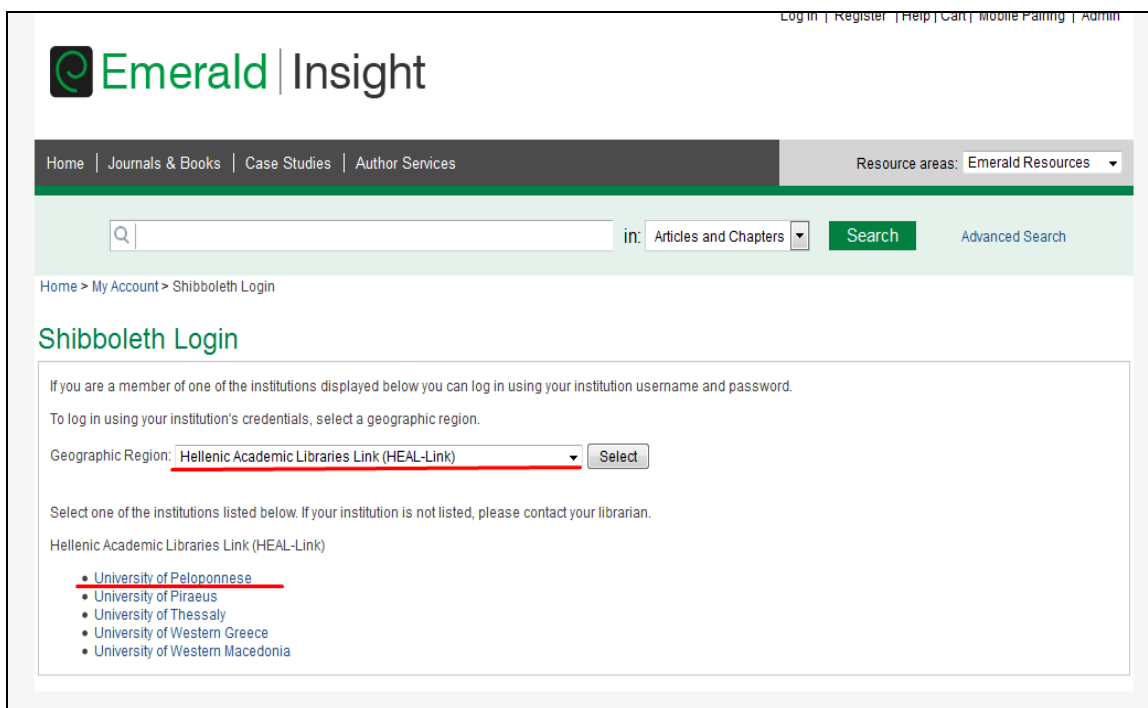 Log in | Register | Help | Cart | Mobile Pairing | Admin
Emerald | Insight
Home | Journals & Books | Case Studies | Author Services
Resource areas: Emerald Resources
in: Articles and Chapters Search Advanced Search
Home > My Account > Shibboleth Login
Shibboleth Login
If you are a member of one of the institutions displayed below you can log in using your institution username and password.
To log in using your institution's credentials, select a geographic region.
Geographic Region: Hellenic Academic Libraries Link (HEAL-Link) Select
Select one of the institutions listed below. If your institution is not listed, please contact your librarian.
Hellenic Academic Libraries Link (HEAL-Link)
• University of Peloponnese
• University of Piraeus
• University of Thessaly
• University of Western Greece
• University of Western Macedonia